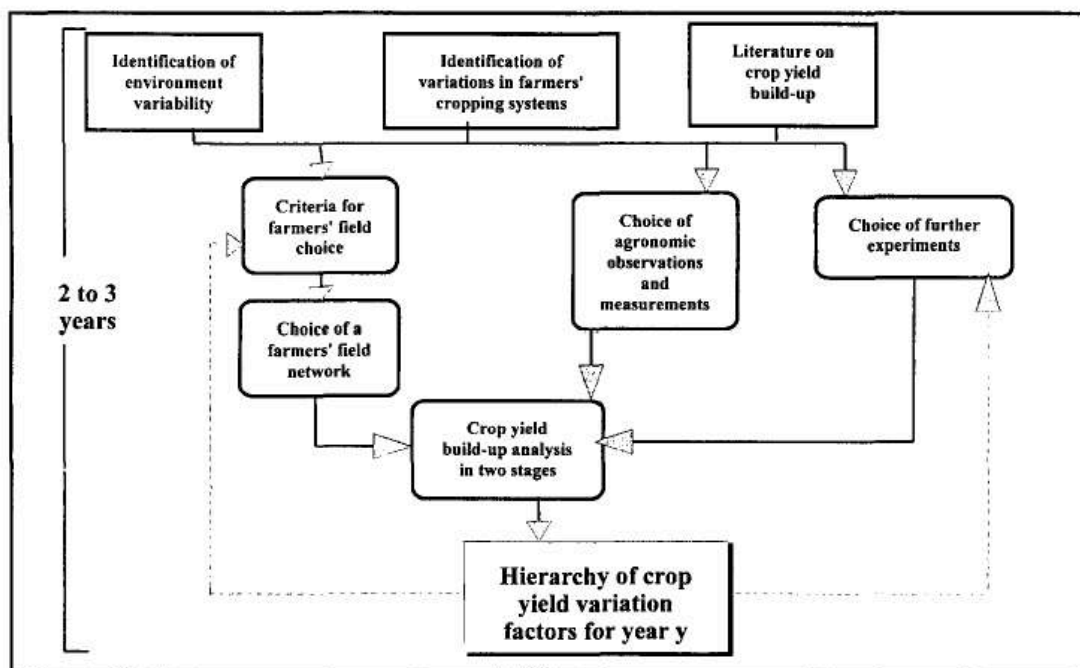 Identification of
environment
variability
Identification of
variations in farmers'
cropping systems
Literature on
crop yield
build-up
Criteria for
farmers' field
choice
Choice of
agronomic
observations
and
measurements
Choice of further
experiments
2 to 3
years
Choice of a
farmers' field
network
Crop yield
build-up analysis
in two stages
Hierarchy of crop
yield variation
factors for year y